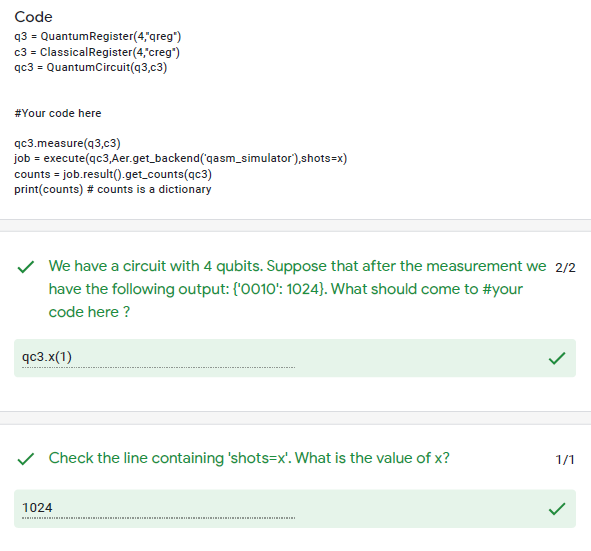 Code
q3 = QuantumRegister(4,"qreg")
c3 = ClassicalRegister(4,"creg")
qc3 = QuantumCircuit(q3,c3)
#Your code here
qc3.measure(q3,c3)
job = execute(qc3,Aer.get_backend('qasm_simulator'),shots=x)
counts = job.result().get_counts(qc3)
print(counts) # counts is a dictionary
We have a circuit with 4 qubits. Suppose that after the measurement we 2/2
have the following output: {'0010': 1024}. What should come to #your
code here ?
qc3.x(1)
Check the line containing 'shots=x'. What is the value of x? 1/1
1024